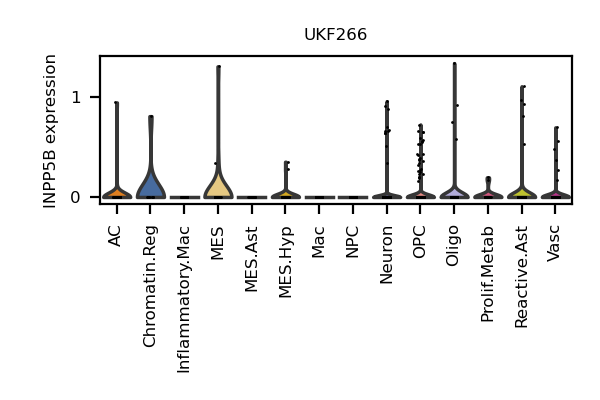 UKF266
INPP5B expression
1
0
AC
Chromatin.Reg
Inflammatory.Mac
MES
MES.Ast
MES.Hyp
Mac
NPC
Neuron
OPC
Oligo
Prolif.Metab
Reactive.Ast
Vasc